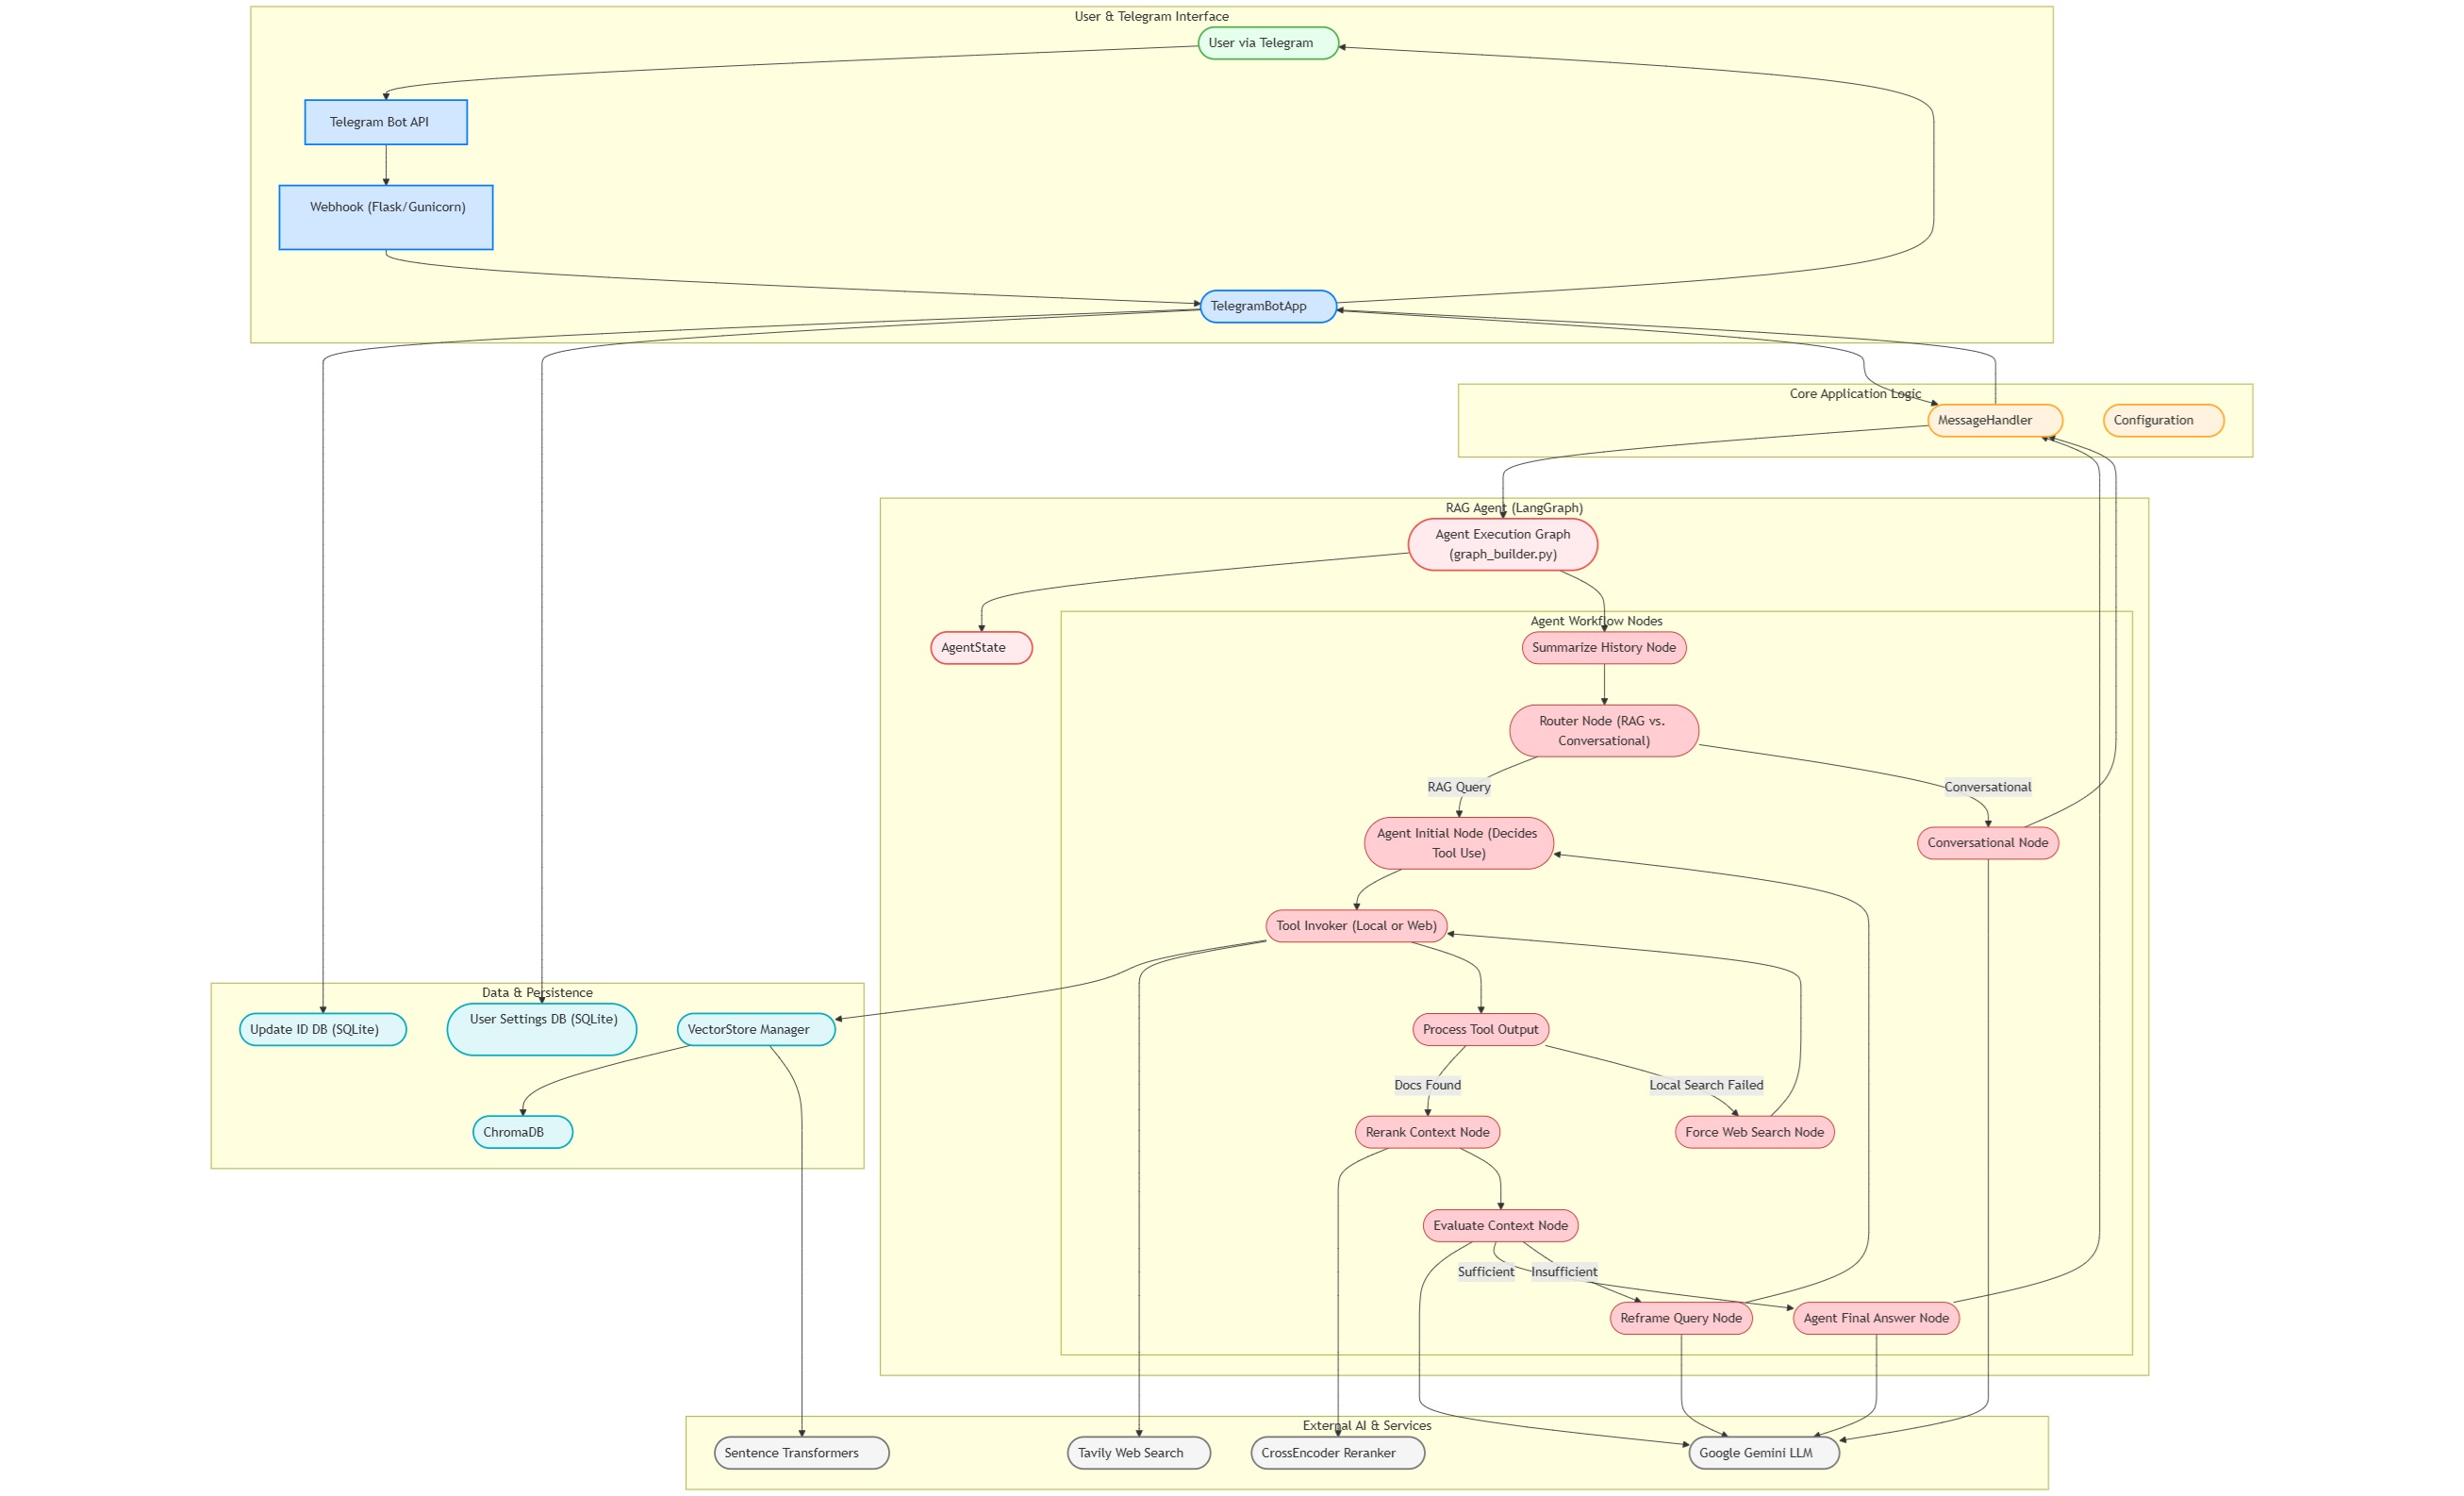 User & Telegram Interface
User via Telegram
Telegram Bot API
Webhook (Flask/Gunicorn)
TelegramBotApp
Core Application Logic
MessageHandler
Configuration
RAG Agent (LangGraph)
Agent Execution Graph
(graph_builder.py)
Agent Workflow Nodes
AgentState
Summarize History Node
Router Node (RAG vs.
Conversational)
RAG Query
Conversational
Agent Initial Node (Decides
Tool Use)
Conversational Node
Tool Invoker (Local or Web)
Data & Persistence
Update ID DB (SQLite)
User Settings DB (SQLite)
VectorStore Manager
Process Tool Output
Docs Found
Local Search Failed
ChromaDB
Rerank Context Node
Force Web Search Node
Evaluate Context Node
Sufficient
Insufficient
Reframe Query Node
Agent Final Answer Node
External AI & Services
Sentence Transformers
Tavily Web Search
CrossEncoder Reranker
Google Gemini LLM